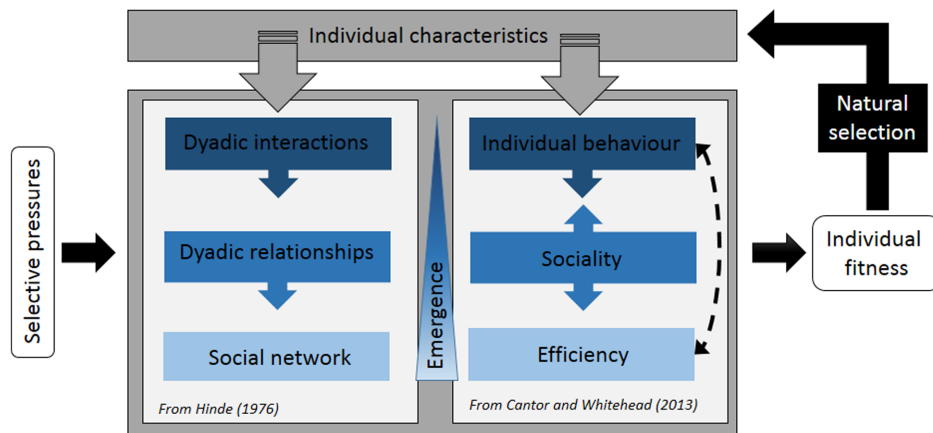 Individual characteristics
Selective pressures
Dyadic interactions
Dyadic relationships
Social network
From Hinde (1976)
Emergence
Individual behaviour
Sociality
Efficiency
From Cantor and Whitehead (2013)
Natural
selection
Individual
fitness